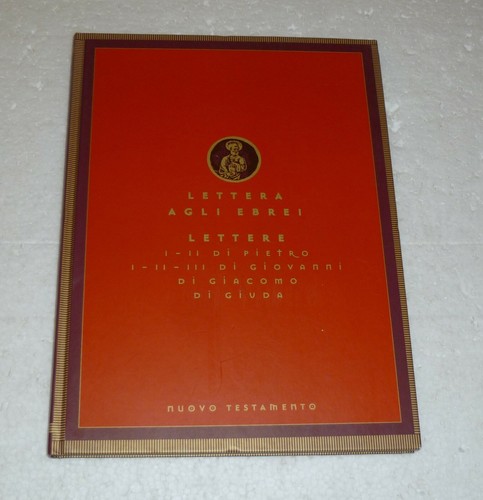 LETTERA
AGLI EBREI
LETTERE
I-II DI PIETRO
I-II-III DI GIOVANNI
DI GIACOMO
DI GIUDA
NUOVO TESTAMENTO